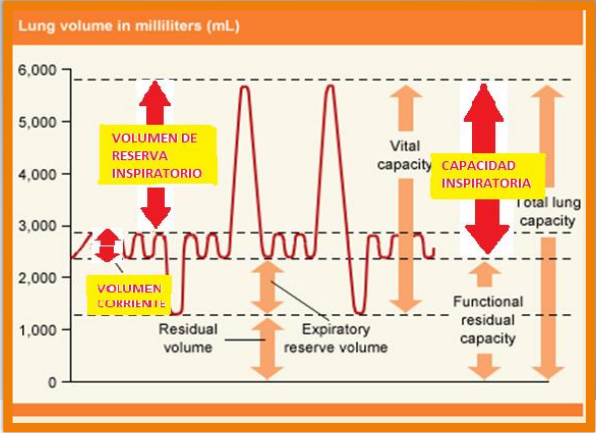 Lung volume in milliliters (mL)
6,000
5,000
4,000
3,000
2,000
1,000
0
VOLUMEN DE
RESERVA
INSPIRATORIO
VOLUMEN
CORRIENTE
Residual
volume
Expiratory
reserve volume
Vital
capacity
CAPACIDAD
INSPIRATORIA
Functional
residual
capacity
Total lung
capacity